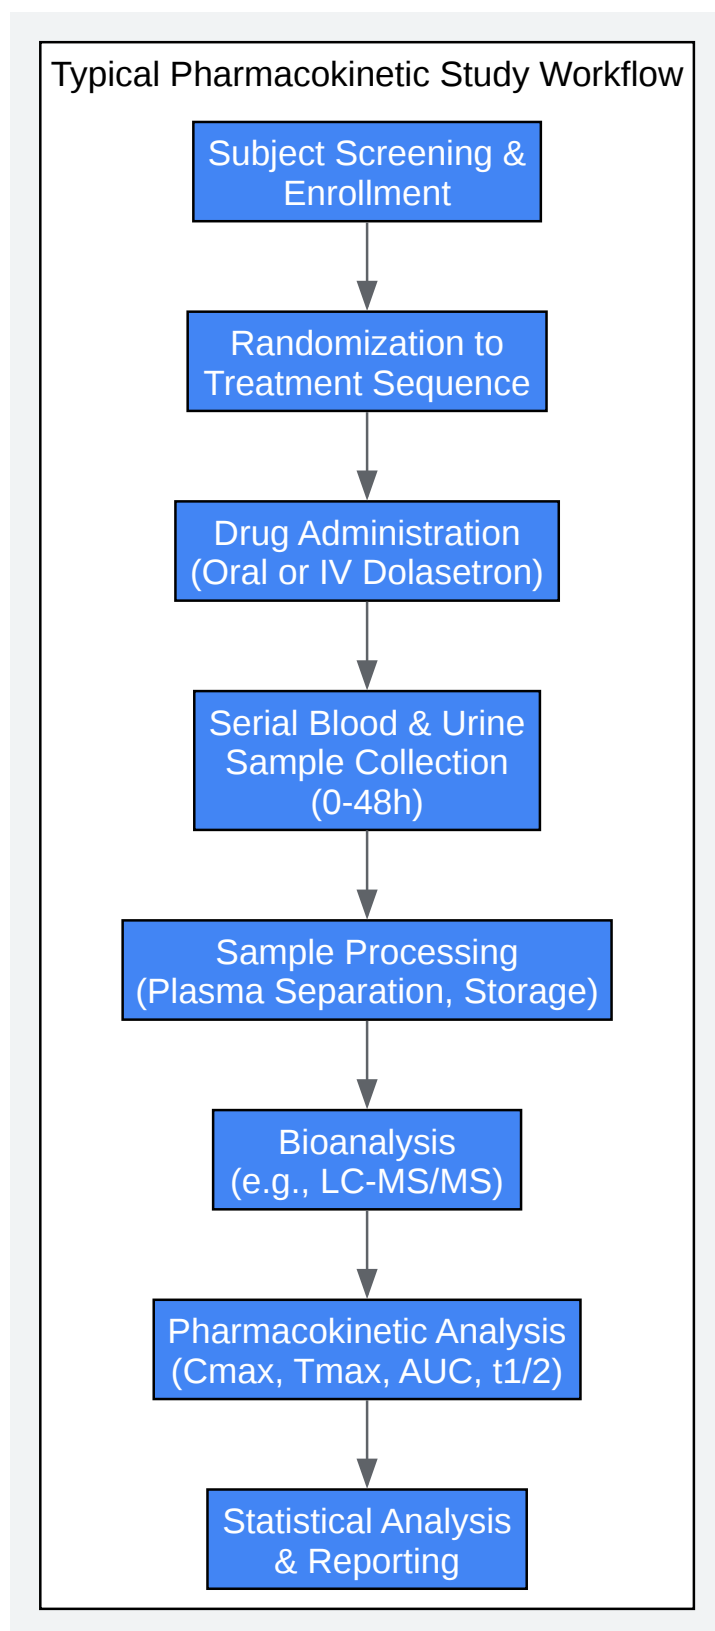 Typical Pharmacokinetic Study Workflow
Subject Screening &
Enrollment
Randomization to
Treatment Sequence
Drug Administration
(Oral or IV Dolasetron)
Serial Blood & Urine
Sample Collection
(0-48h)
Sample Processing
(Plasma Separation, Storage)
Bioanalysis
(e.g., LC-MS/MS)
Pharmacokinetic Analysis
(Cmax, Tmax, AUC, t1/2)
Statistical Analysis
& Reporting